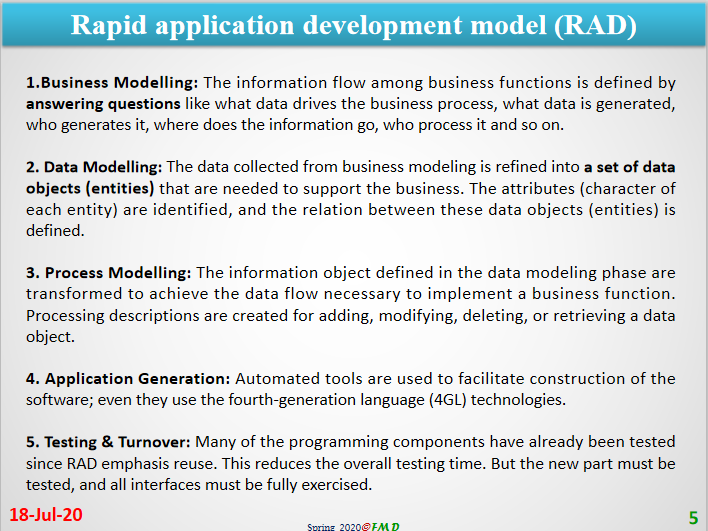 Rapid application development model (RAD)
1.Business Modelling: The information flow among business functions is defined by
answering questions like what data drives the business process, what data is generated,
who generates it, where does the information go, who process it and so on.
2. Data Modelling: The data collected from business modeling is refined into a set of data
objects (entities) that are needed to support the business. The attributes (character of
each entity) are identified, and the relation between these data objects (entities) is
defined.
3. Process Modelling: The information object defined in the data modeling phase are
transformed to achieve the data flow necessary to implement a business function.
Processing descriptions are created for adding, modifying, deleting, or retrieving a data
object.
4. Application Generation: Automated tools are used to facilitate construction of the
software; even they use the fourth-generation language (4GL) technologies.
5. Testing & Turnover: Many of the programming components have already been tested
since RAD emphasis reuse. This reduces the overall testing time. But the new part must be
tested, and all interfaces must be fully exercised.
18-Jul-20
Spring 2020@FMD
5